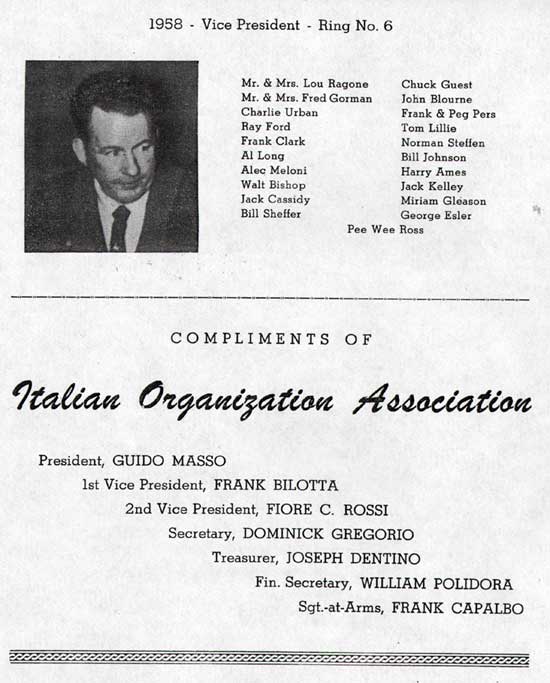 1958 - Vice President - Ring No. 6
Mr. & Mrs. Lou Ragone
Mr. & Mrs. Fred Gorman
Charlie Urban
Ray Ford
Frank Clark
Al Long
Alec Meloni
Walt Bishop
Jack Cassidy
Bill Sheffer
Chuck Guest
John Blourne
Frank & Peg Pers
Tom Lillie
Norman Steffen
Bill Johnson
Harry Ames
Jack Kelley
Miriam Gleason
George Esler
Pee Wee Ross
COMPLIMENTS OF
Italian Organization Association
President, GUIDO MASSO
1st Vice President, FRANK BILOTTA
2nd Vice President, FIORE C. ROSSI
Secretary, DOMINICK GREGORIO
Treasurer, JOSEPH DENTINO
Fin. Secretary, WILLIAM POLIDORA
Sgt.-at-Arms, FRANK CAPALBO